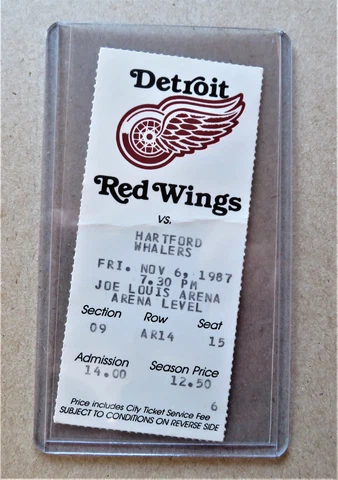 Detroit
Red Wings
vs.
HARTFORD
WHALERS
FRI. NOV 6, 1987
7.30 PM
JOE LOUIS ARENA
ARENA LEVEL
Section Row Seat
09 AR14 15
Admission Season Price
14.00 12.50
6
Price includes City Ticket Service Fee
SUBJECT TO CONDITIONS ON REVERSE SIDE